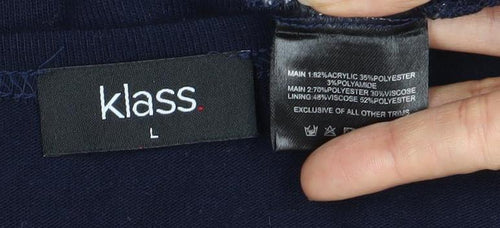 klass.
L
MAIN 1:62%ACRYLIC 35%POLYESTER
3%POLYAMIDE
MAIN 2:70%POLYESTER 30%VISCOSE
LINING:48%VISCOSE 52%POLYESTER
EXCLUSIVE OF ALL OTHER TRIMS